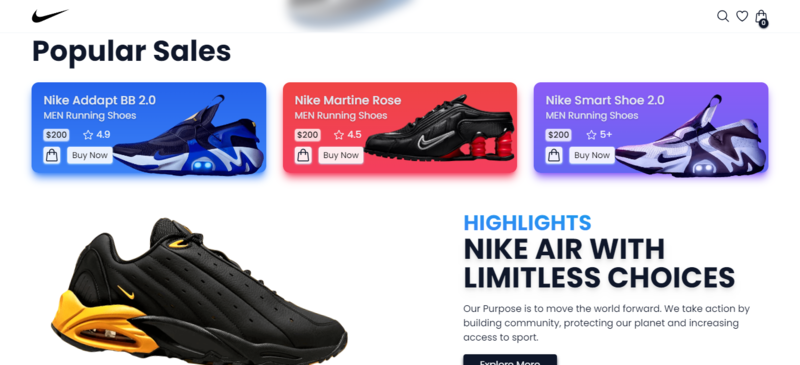 0
Popular Sales
Nike Addapt BB 2.0
MEN Running Shoes
$200 4.9
Buy Now
Nike Martine Rose
MEN Running Shoes
$200 4.5
Buy Now
Nike Smart Shoe 2.0
MEN Running Shoes
$200 5+
Buy Now
HIGHLIGHTS
NIKE AIR WITH
LIMITLESS CHOICES
Our Purpose is to move the world forward. We take action by
building community, protecting our planet and increasing
access to sport.
Explore More